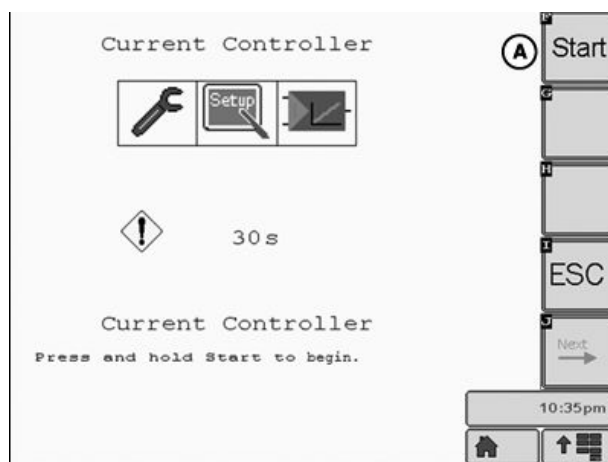 Current Controller
A
F
Start
Setup
G
H
30s
I
ESC
Current Controller
Press and hold Start to begin.
J
Next
10:35pm